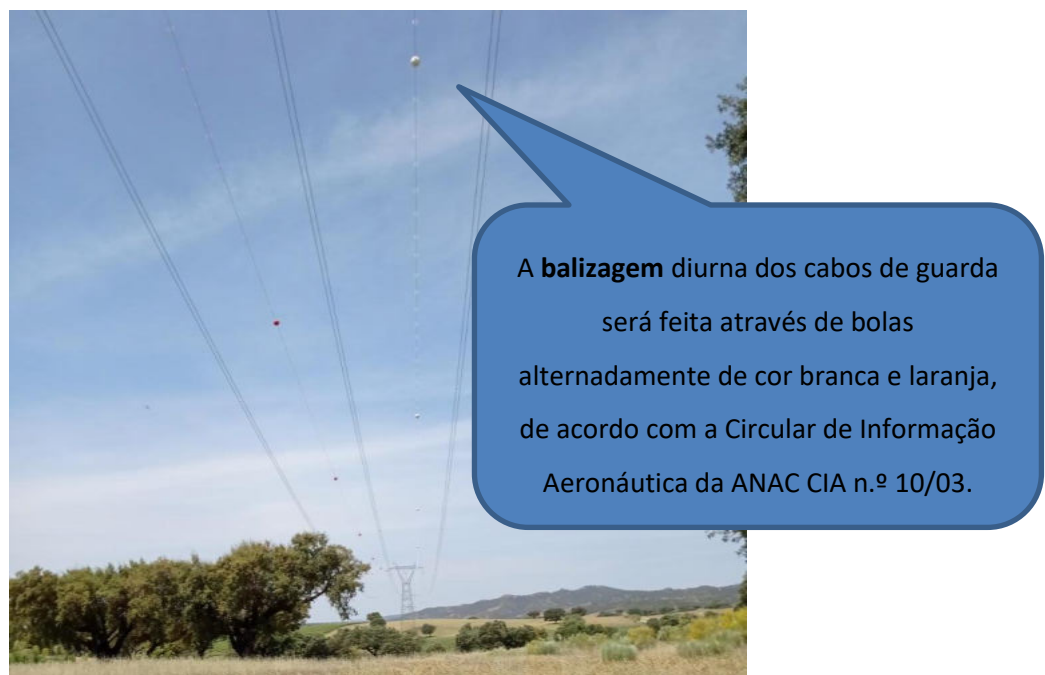 A balizagem diurna dos cabos de guarda
será feita através de bolas
alternadamente de cor branca e laranja,
de acordo com a Circular de Informação
Aeronáutica da ANAC CIA n.º 10/03.